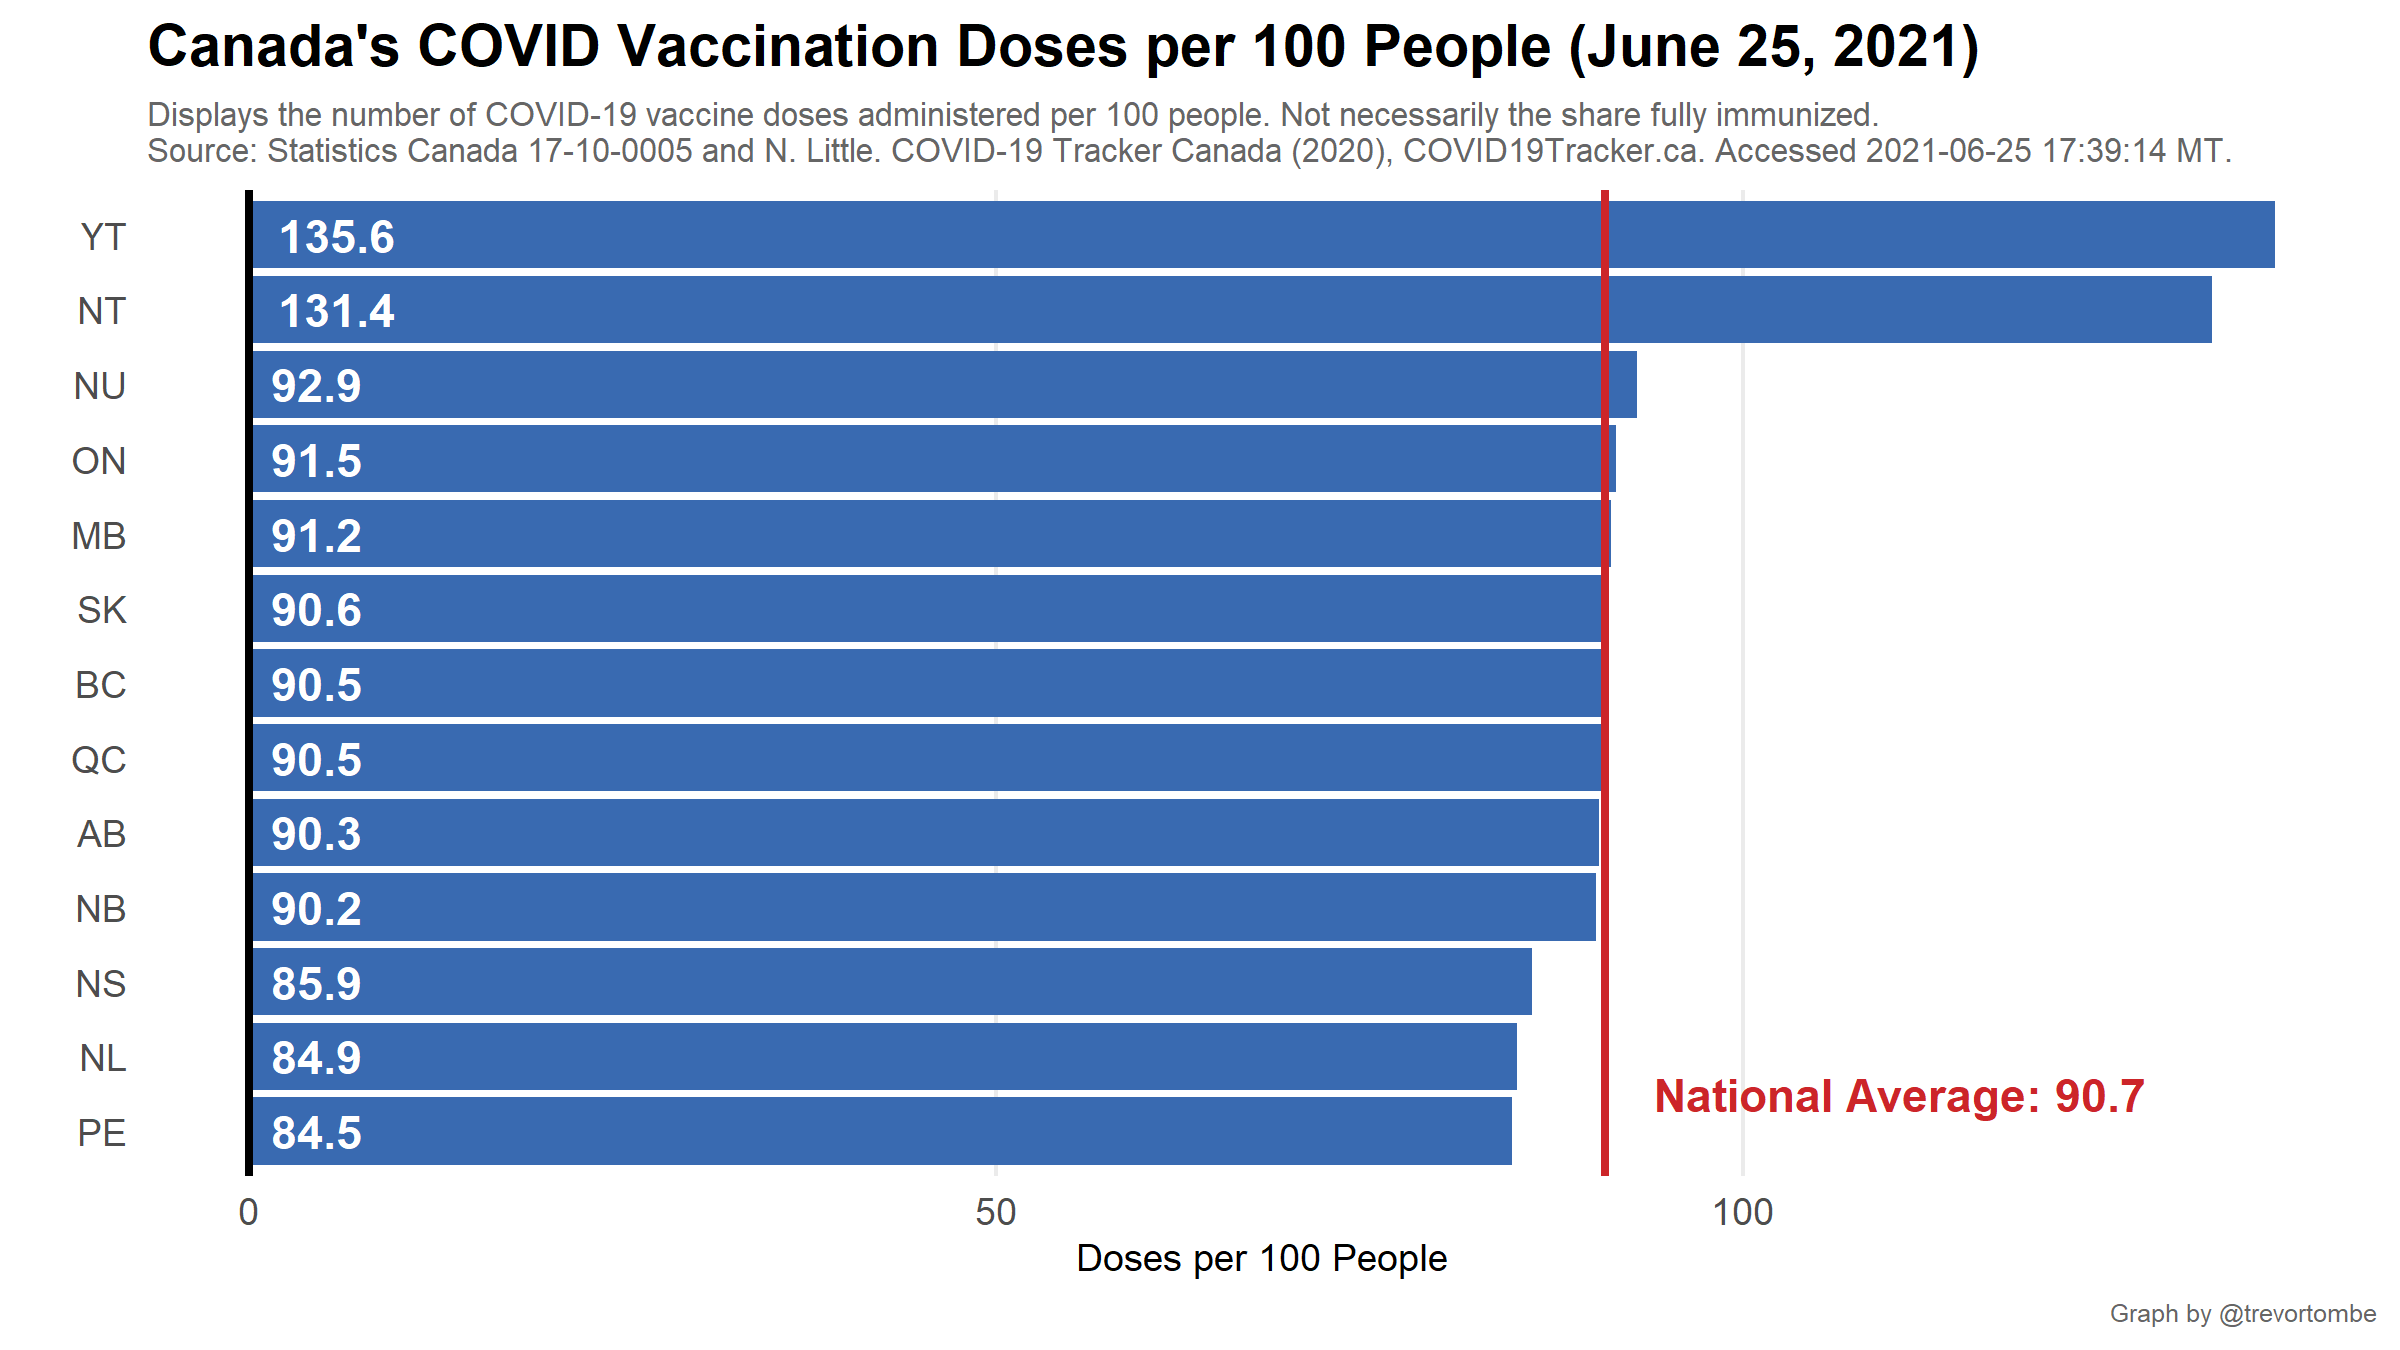 Canada's COVID Vaccination Doses per 100 People (June 25, 2021)
Displays the number of COVID-19 vaccine doses administered per 100 people. Not necessarily the share fully immunized.
Source: Statistics Canada 17-10-0005 and N. Little. COVID-19 Tracker Canada (2020), COVID19Tracker.ca. Accessed 2021-06-25 17:39:14 MT.
YT 135.6
NT 131.4
NU 92.9
ON 91.5
MB 91.2
SK 90.6
BC 90.5
QC 90.5
AB 90.3
NB 90.2
NS 85.9
NL 84.9
National Average: 90.7
PE 84.5
0 50 100
Doses per 100 People
Graph by @trevortombe